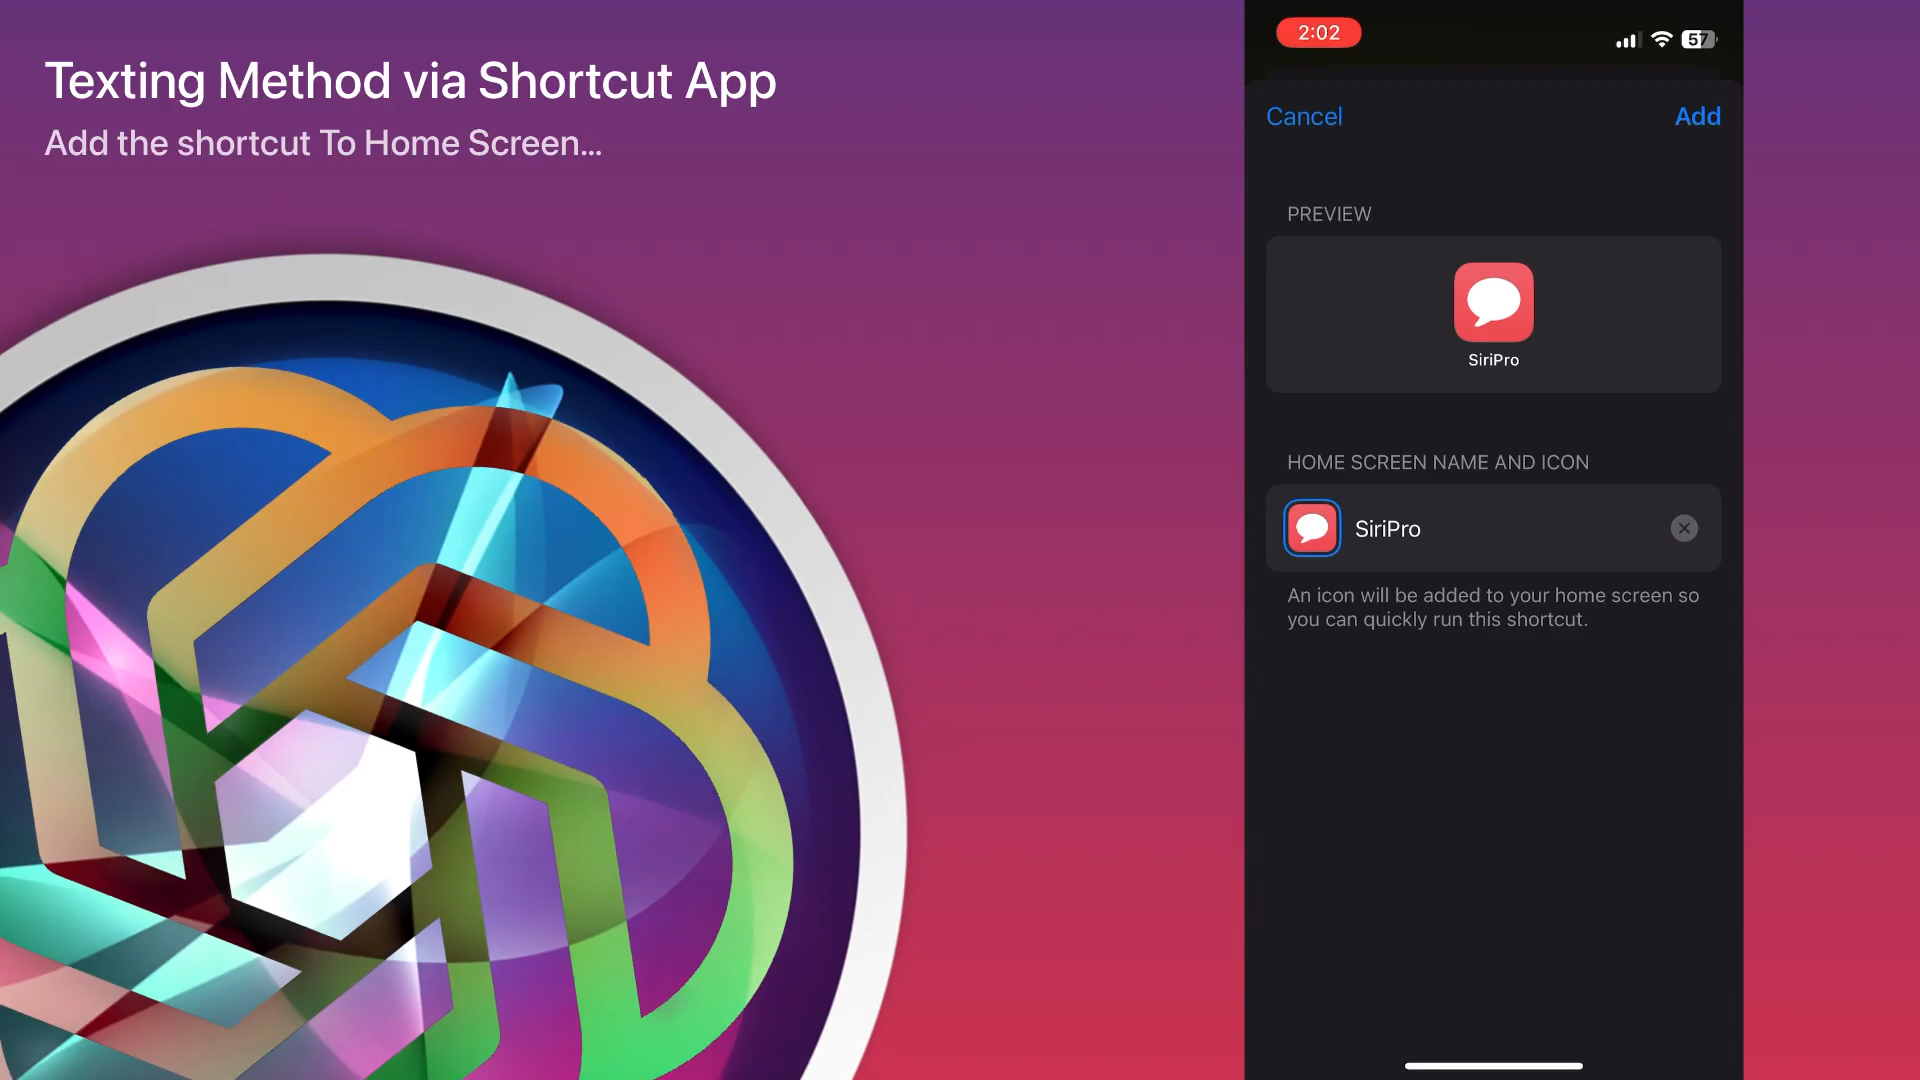 Texting Method via Shortcut App
Add the shortcut To Home Screen...
2:02
57
Cancel
Add
PREVIEW
SiriPro
HOME SCREEN NAME AND ICON
SiriPro
An icon will be added to your home screen so
you can quickly run this shortcut.